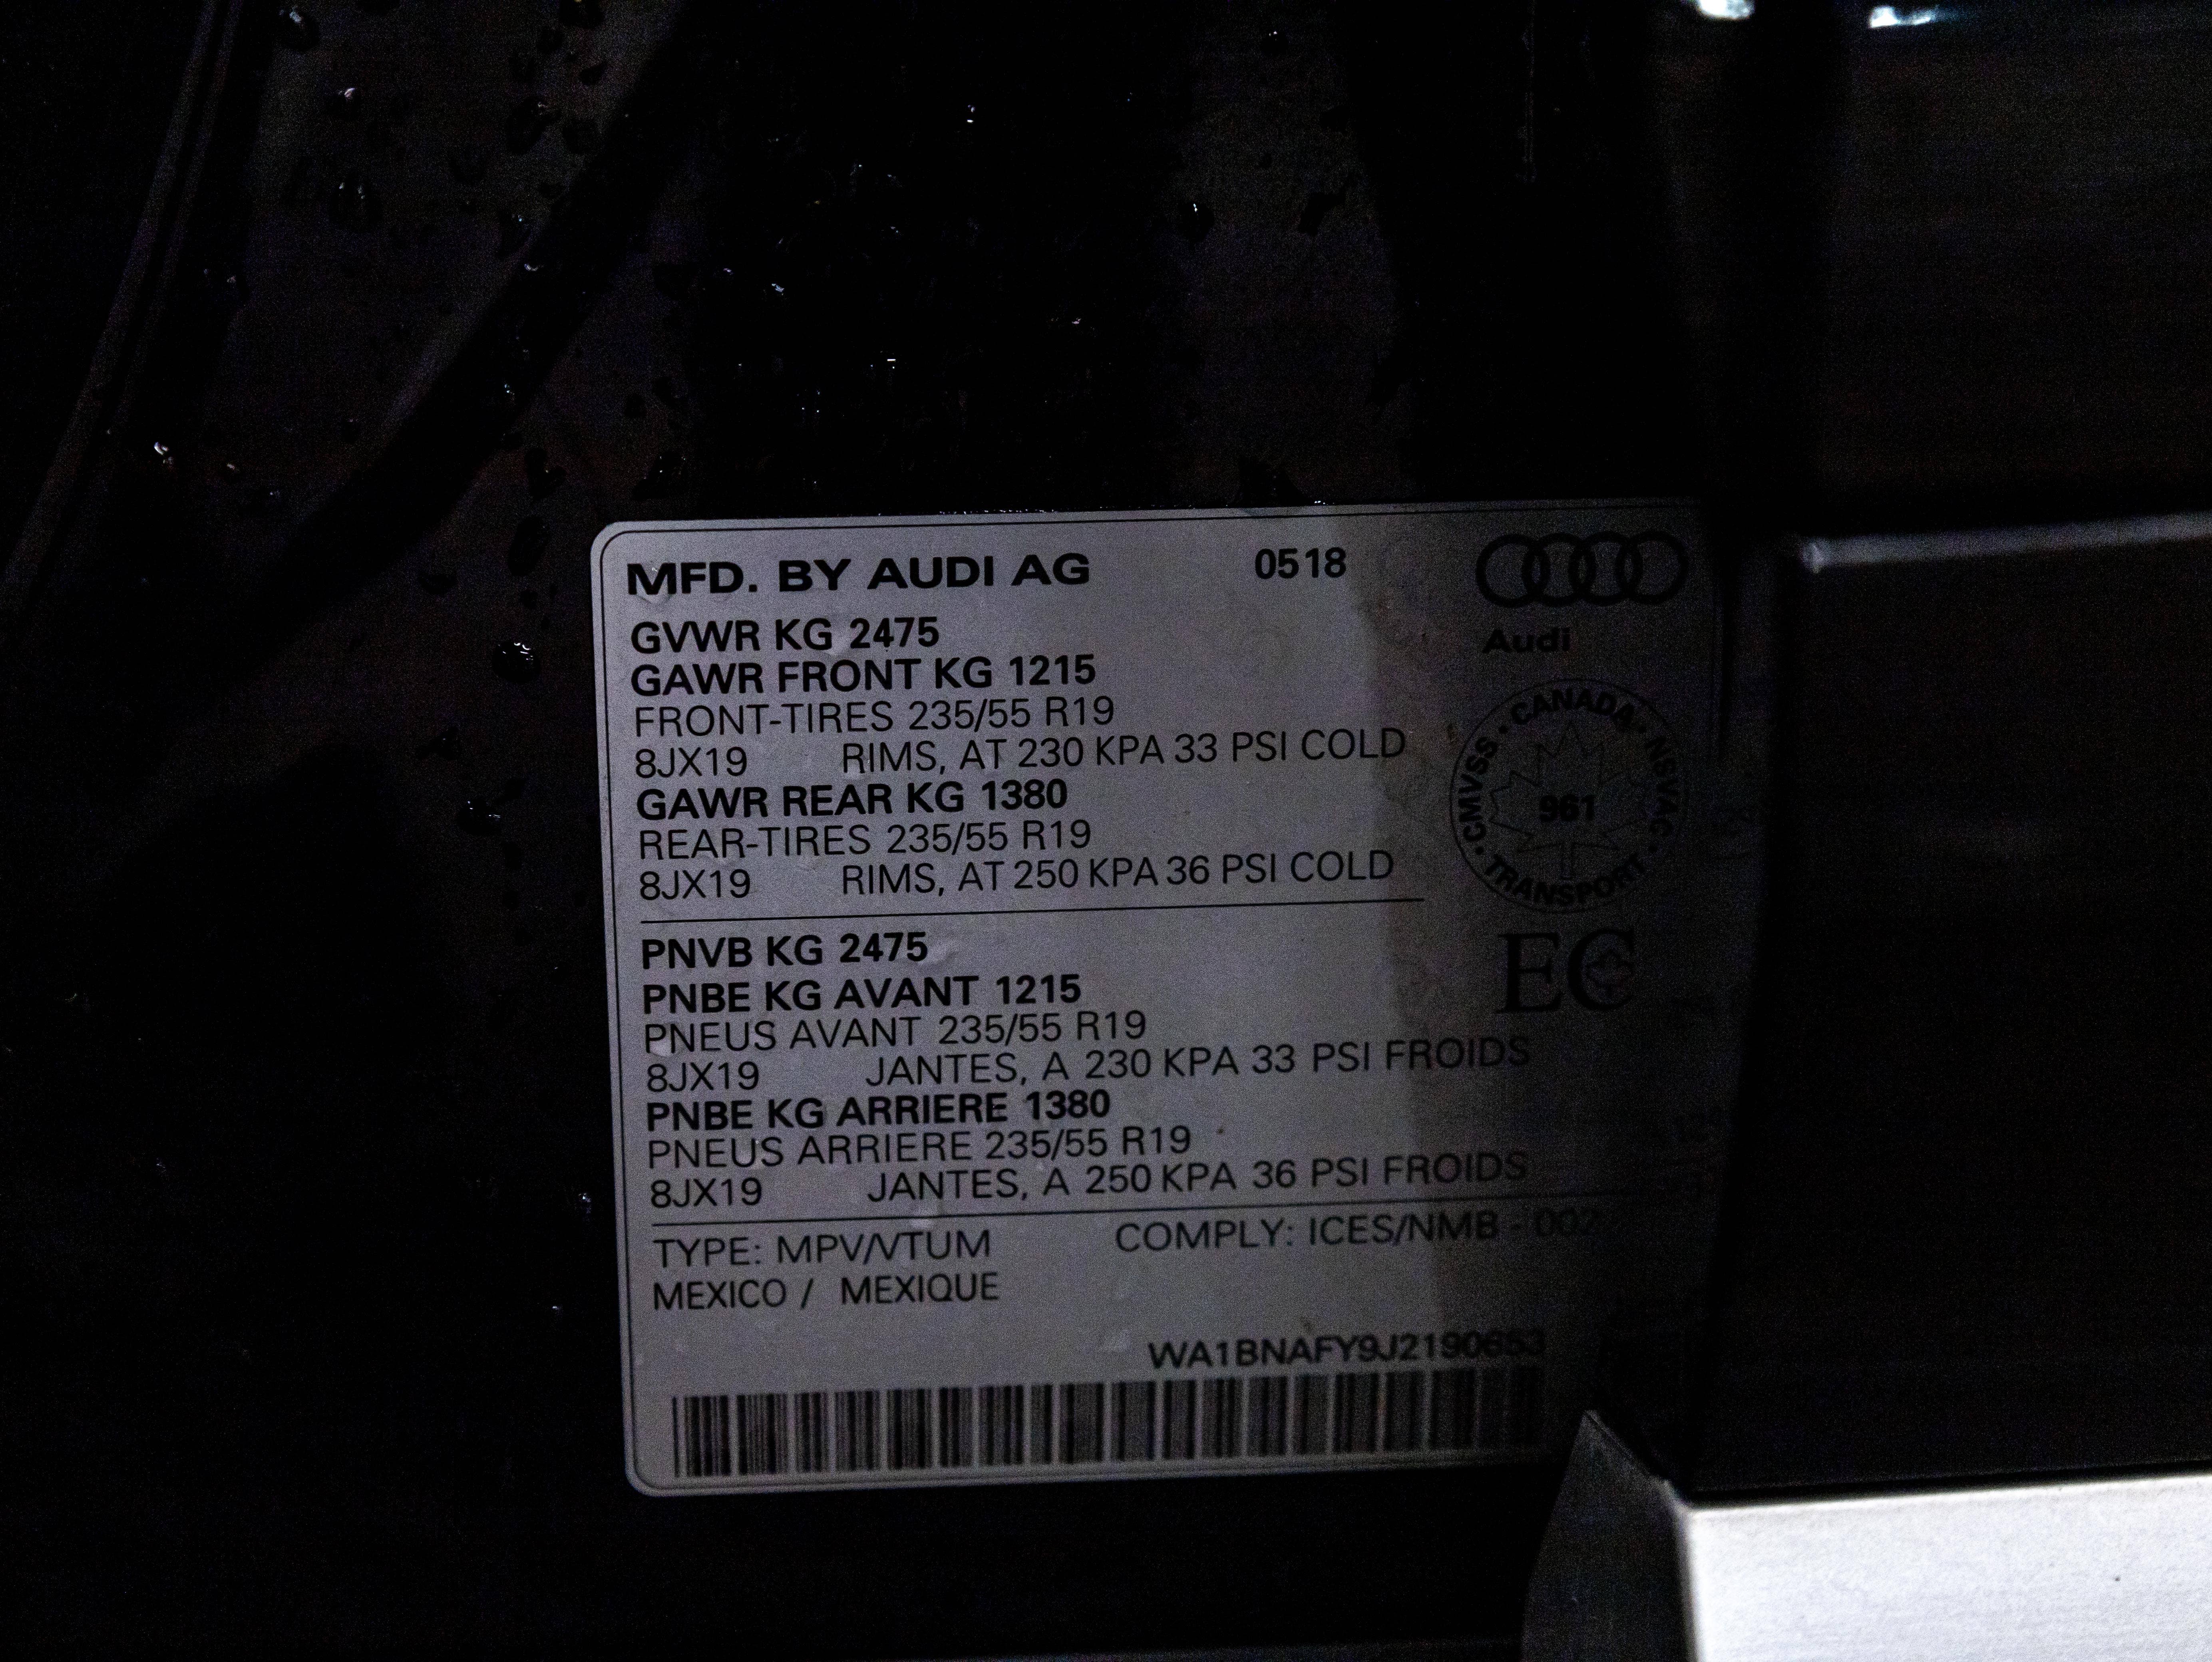 MFD. BY AUDI AG 0518
Audi
GVWR KG 2475
GAWR FRONT KG 1215
FRONT-TIRES 235/55 R19
8JX19 RIMS, AT 230 KPA 33 PSI COLD
GAWR REAR KG 1380
REAR-TIRES 235/55 R19
8JX19 RIMS, AT 250 KPA 36 PSI COLD
CANADA · NSVAC · TRANSPORT · CMVSS ·
961
EC
PNVB KG 2475
PNBE KG AVANT 1215
PNEUS AVANT 235/55 R19
8JX19 JANTES, A 230 KPA 33 PSI FROIDS
PNBE KG ARRIERE 1380
PNEUS ARRIERE 235/55 R19
8JX19 JANTES, A 250 KPA 36 PSI FROIDS
TYPE: MPV/VTUM COMPLY: ICES/NMB - 002
MEXICO / MEXIQUE
WA1BNAFY9J2190653